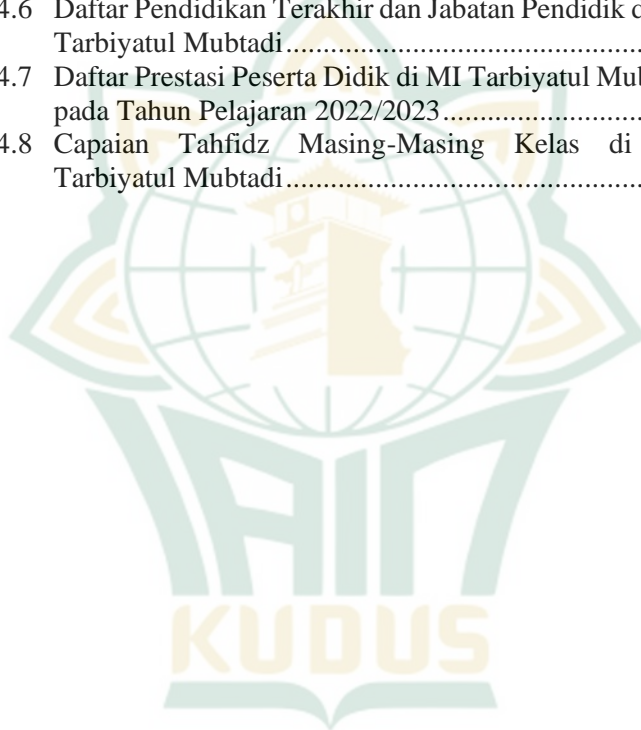 4.6 Daftar Pendidikan Terakhir dan Jabatan Pendidik
Tarbiyatul Mubtadi.............................................
4.7 Daftar Prestasi Peserta Didik di MI Tarbiyatul
pada Tahun Pelajaran 2022/2023..........................
4.8 Capaian Tahfidz Masing-Masing Kelas di
Tarbiyatul Mubtadi.............................................
IAIN
KUDUS